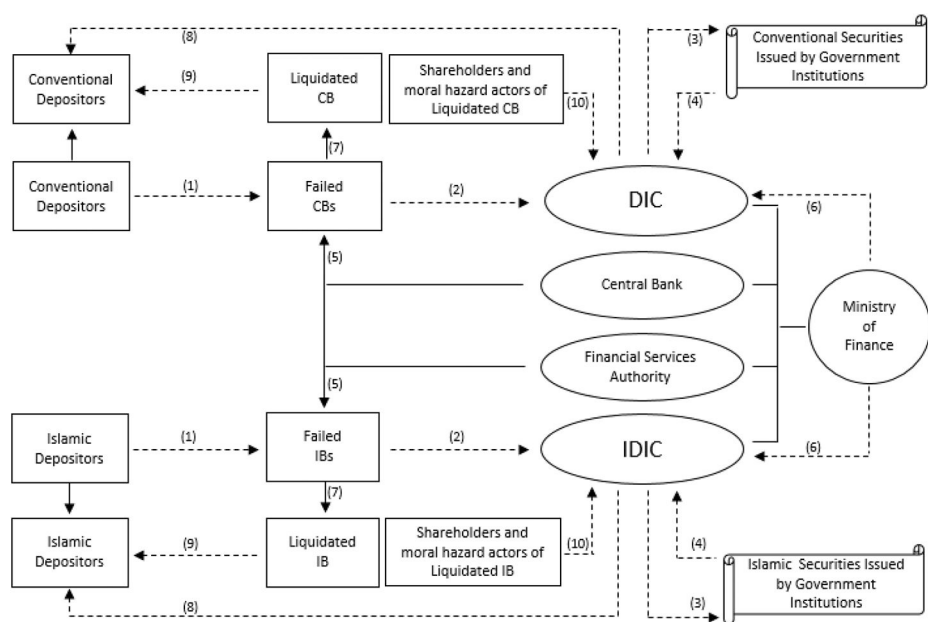 (8)
(3)
Conventional Securities
Issued by Government
Institutions
Conventional
Depositors
(9)
Liquidated
CB
Shareholders and
moral hazard actors of
Liquidated CB
(10)
(4)
(7)
Conventional
Depositors
(1)
Failed
CBs
(2)
DIC
(6)
(5)
Central Bank
Ministry
of
Finance
Financial Services
Authority
(5)
Islamic
Depositors
(1)
Failed
IBs
(2)
IDIC
(6)
(7)
Islamic
Depositors
(9)
Liquidated
IB
Shareholders and
moral hazard actors of
Liquidated IB
(10)
(4)
Islamic Securities Issued
by Government
Institutions
(8)
(3)